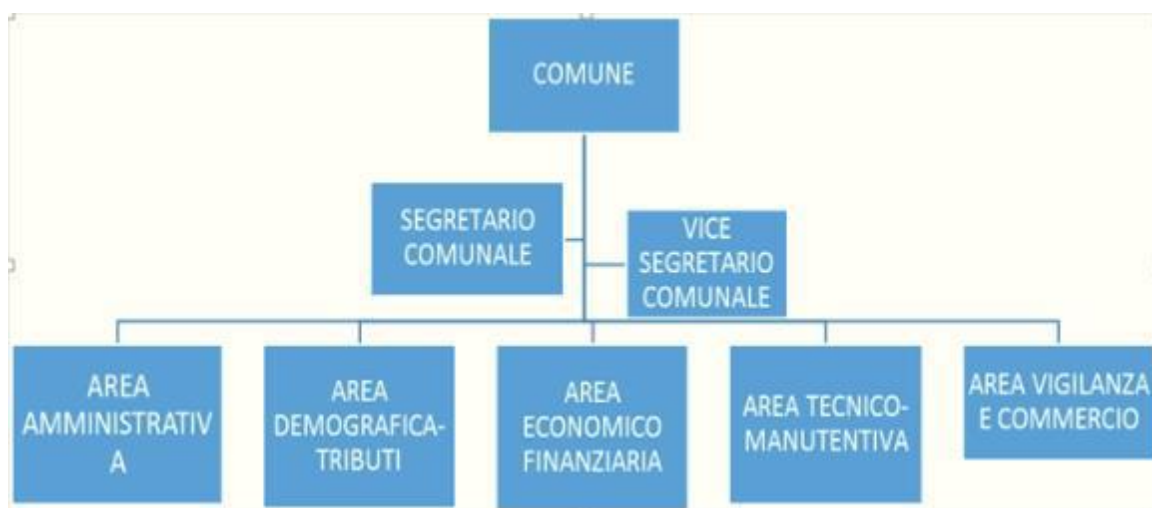 COMUNE
SEGRETARIO
COMUNALE
VICE
SEGRETARIO
COMUNALE
AREA
AMMINISTRATIV
A
AREA
DEMOGRAFICA-
TRIBUTI
AREA
ECONOMICO
FINANZIARIA
AREA TECNICO-
MANUTENTIVA
AREA VIGILANZA
E COMMERCIO